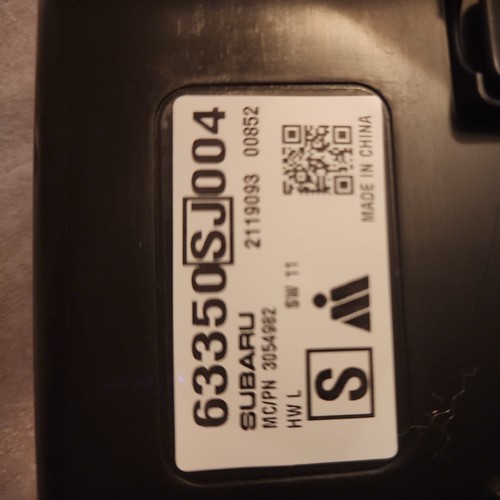 63350SJ004
SUBARU 2119093 00852
MC/PN 3054982
HW L SW 11
S
MADE IN CHINA